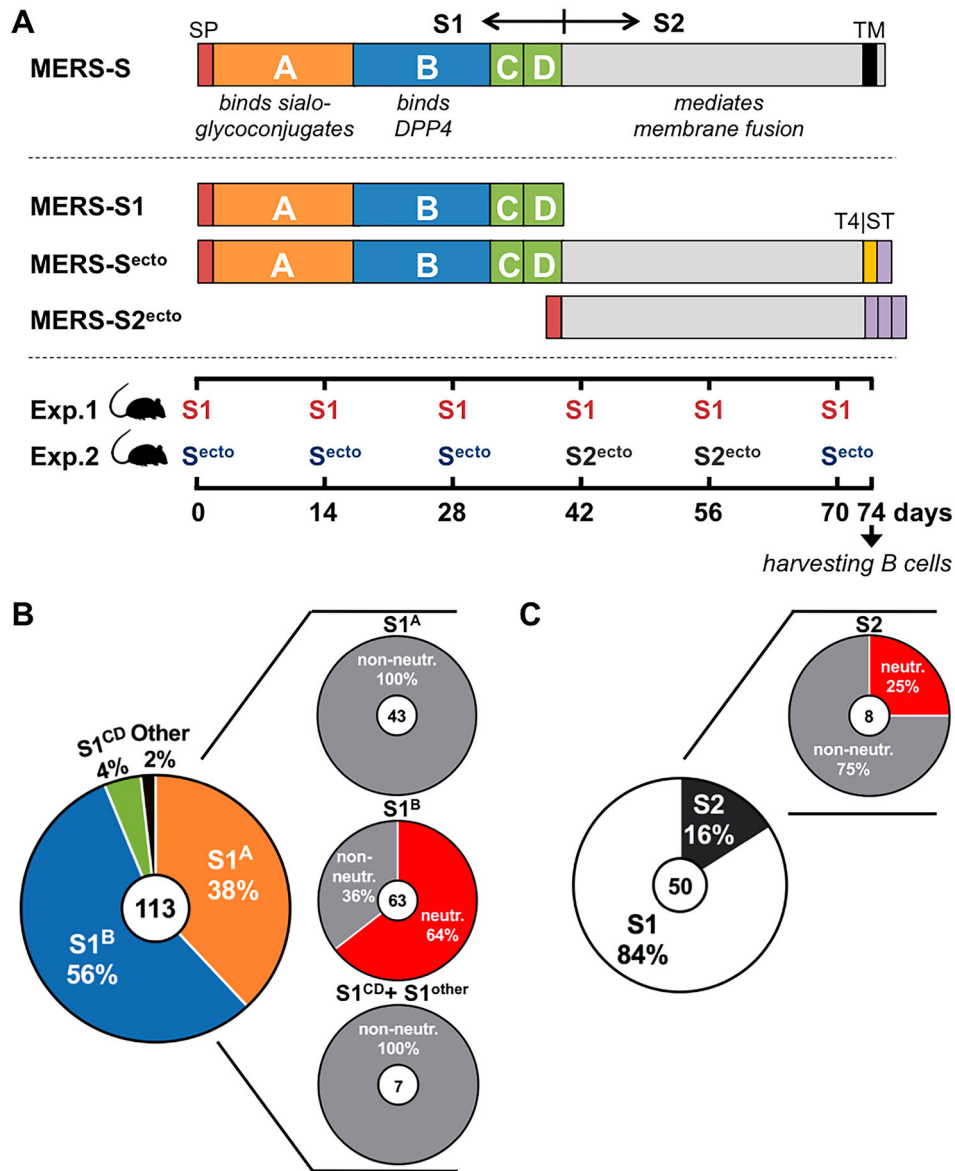 A
S1 S2
SP TM
MERS-S A B C D
binds sialo-
glycoconjugates
binds
DPP4
mediates
membrane fusion
MERS-S1 A B C D
T4|ST
MERS-Secto A B C D
MERS-S2ecto
Exp.1 S1 S1 S1 S1 S1 S1
Exp.2 Secto Secto Secto S2ecto S2ecto Secto
0 14 28 42 56 70 74 days
harvesting B cells
B
S1CD Other
4% 2%
S1A
38%
S1B
56%
113
S1A
non-neutr.
100%
43
S1B
non-
neutr.
36%
63
neutr.
64%
S1CD+ S1other
non-neutr.
100%
7
C
S2
neutr.
25%
8
non-neutr.
75%
S2
16%
50
S1
84%